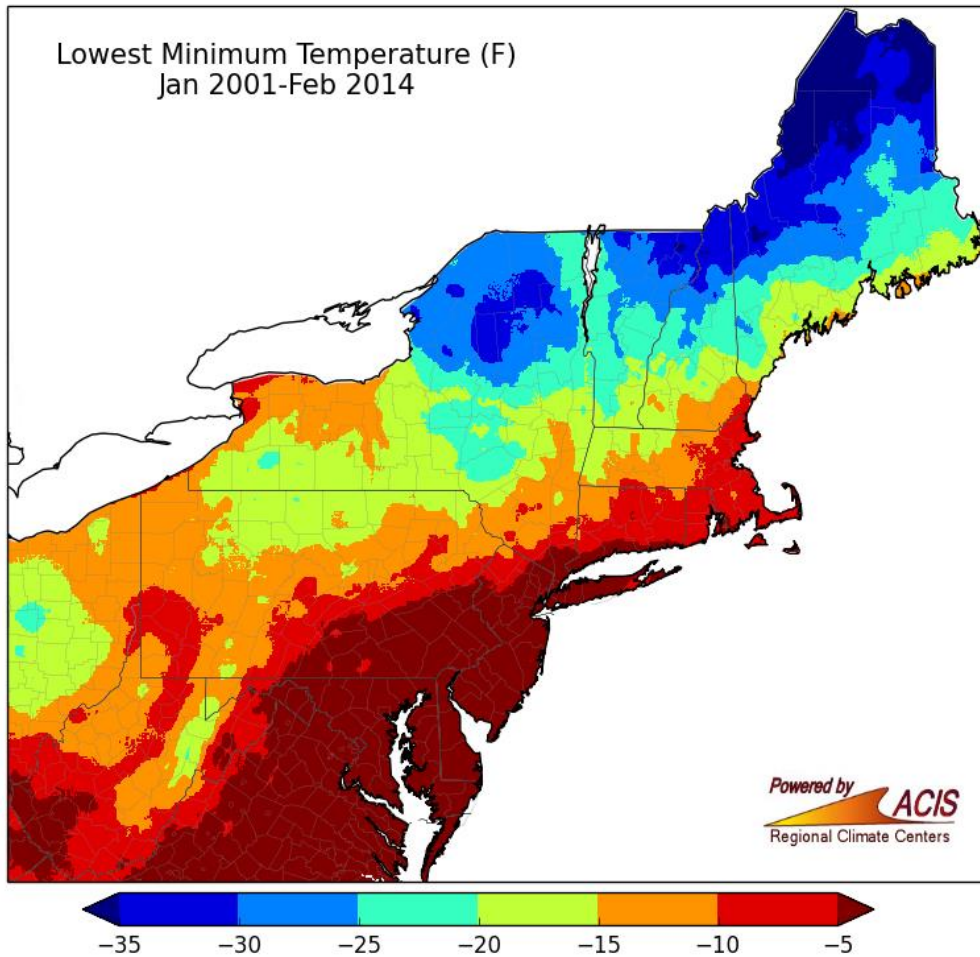 Lowest Minimum Temperature (F)
Jan 2001-Feb 2014
Powered by
ACIS
Regional Climate Centers
−35 −30 −25 −20 −15 −10 −5